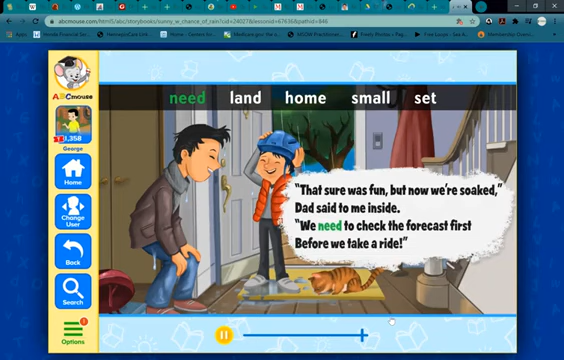 abcmouse.com/html5/abc/storybooks/sunny_w_chance_of_rain?cid=24027&lessonid=67636&pathid=846
Apps
need land home small set
ABCmouse
1,358
George
Home
Change
User
Back
Search
Options
"That sure was fun, but now we're soaked,"
Dad said to me inside.
"We need to check the forecast first
Before we take a ride!"